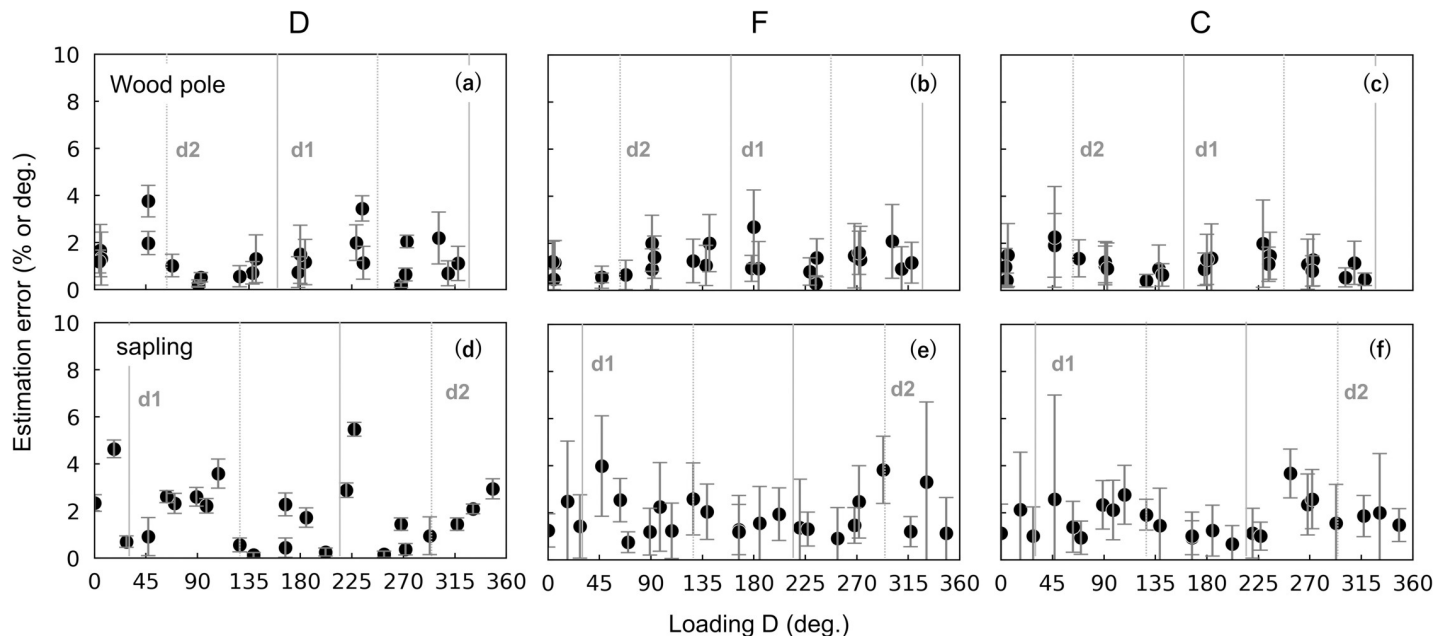 D F C
Estimation error (% or deg.)
10 8 6 4 2 0
Wood pole (a) d2 d1
(b) d2 d1
(c) d2 d1
10 8 6 4 2 0
sapling (d) d1 d2
(e) d1 d2
(f) d1 d2
0 45 90 135 180 225 270 315 360
0 45 90 135 180 225 270 315 360
0 45 90 135 180 225 270 315 360
Loading D (deg.)